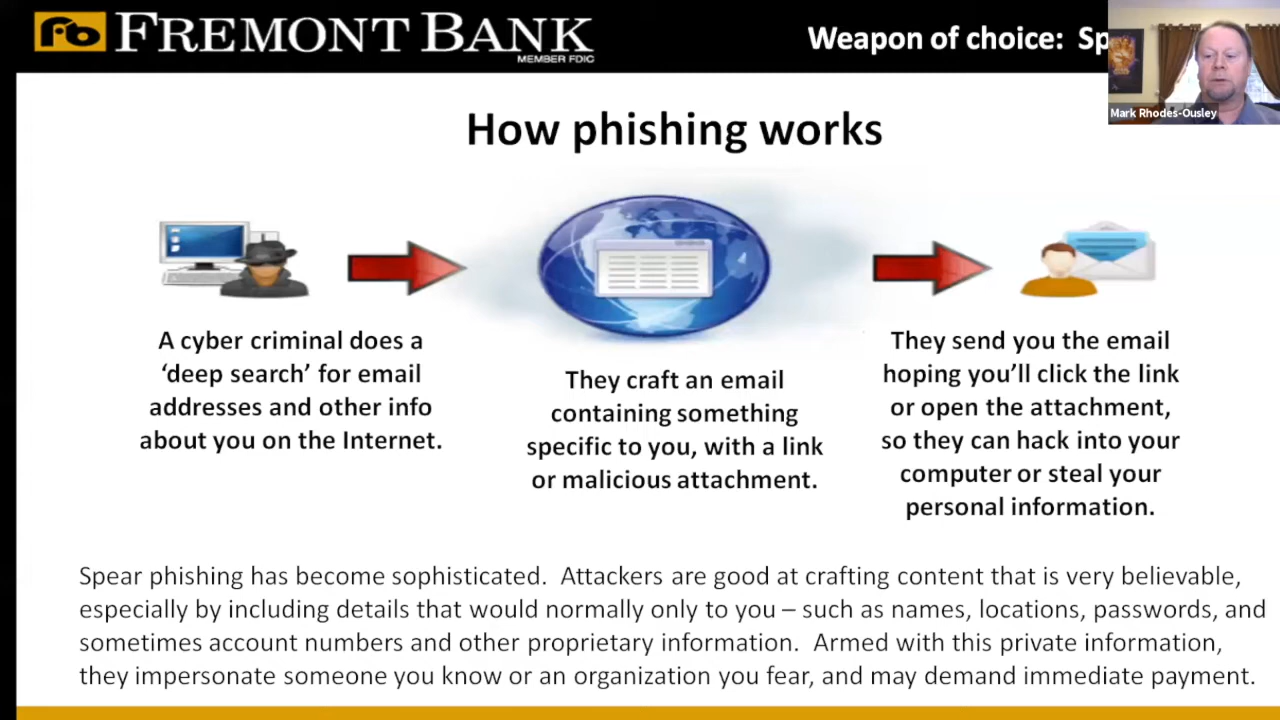 fb FREMONT BANK
MEMBER FDIC
Weapon of choice: Sp
Mark Rhodes-Ousley
How phishing works
A cyber criminal does a
‘deep search’ for email
addresses and other info
about you on the Internet.
They craft an email
containing something
specific to you, with a link
or malicious attachment.
They send you the email
hoping you’ll click the link
or open the attachment,
so they can hack into your
computer or steal your
personal information.
Spear phishing has become sophisticated. Attackers are good at crafting content that is very believable,
especially by including details that would normally only to you – such as names, locations, passwords, and
sometimes account numbers and other proprietary information. Armed with this private information,
they impersonate someone you know or an organization you fear, and may demand immediate payment.